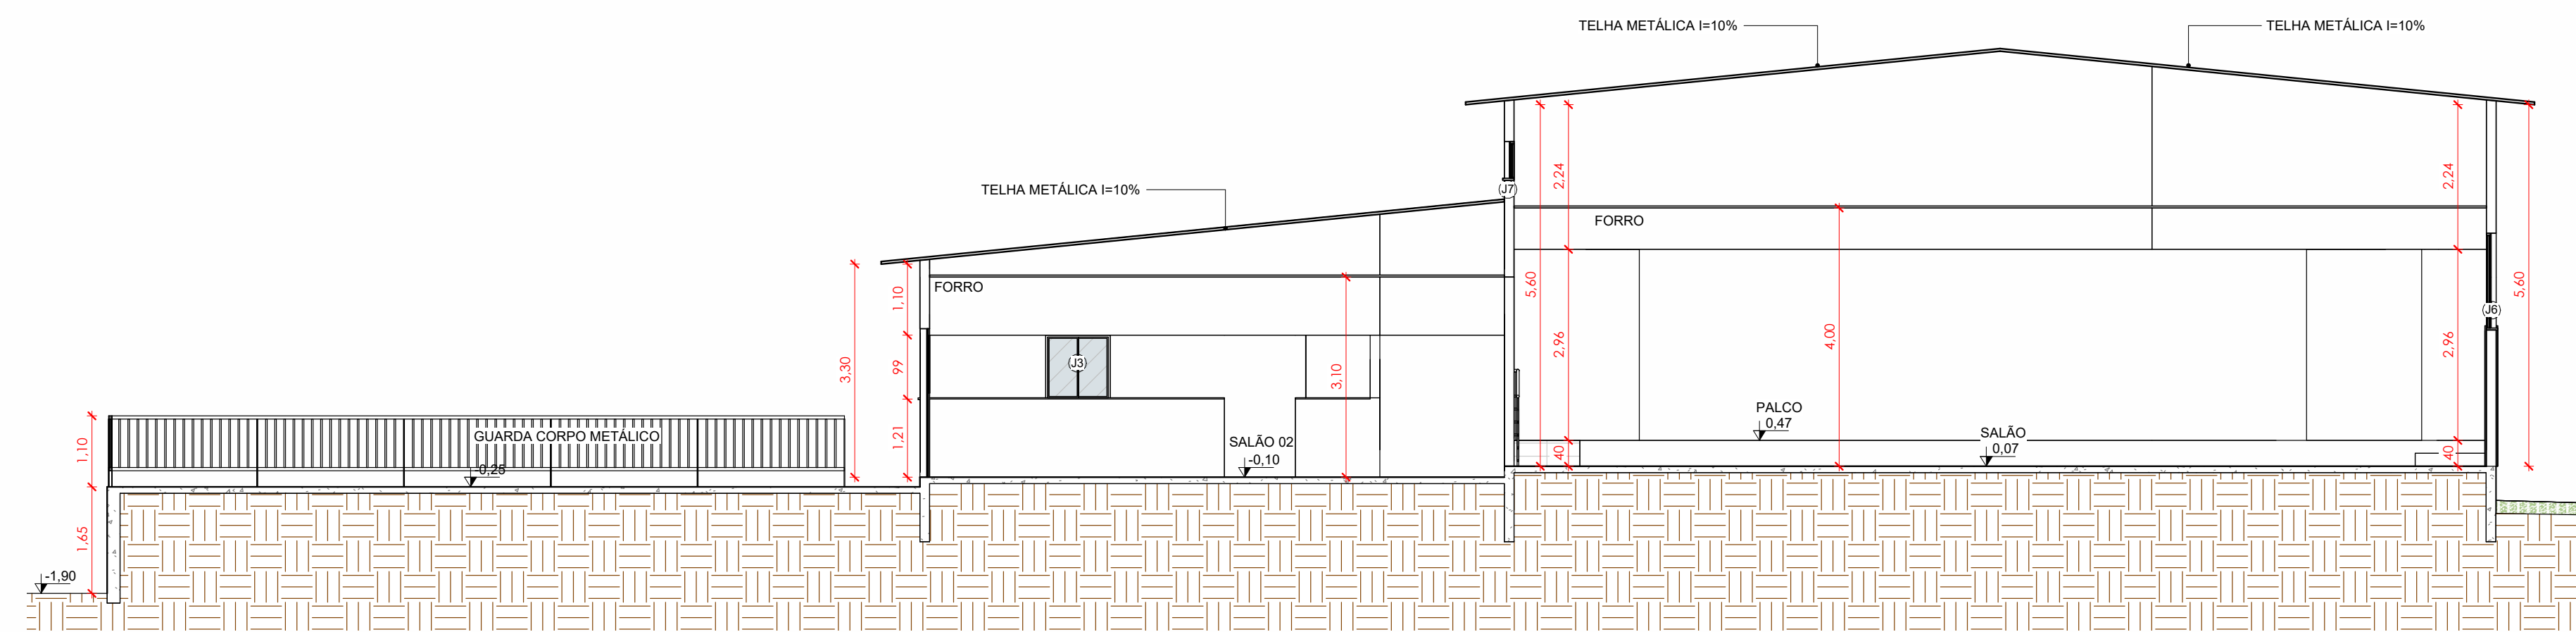 TELHA METÁLICA I=10%
TELHA METÁLICA I=10%
TELHA METÁLICA I=10%
2,24
2,24
(J7)
FORRO
5,60
5,60
FORRO
1,10
(J6)
2,96
4,00
2,96
3,30
99
(J3)
3,10
PALCO
0,47
1,10
GUARDA CORPO METÁLICO
1,21
SALÃO 02
-0,10
SALÃO
0,07
40
40
-0,25
1,65
-1,90